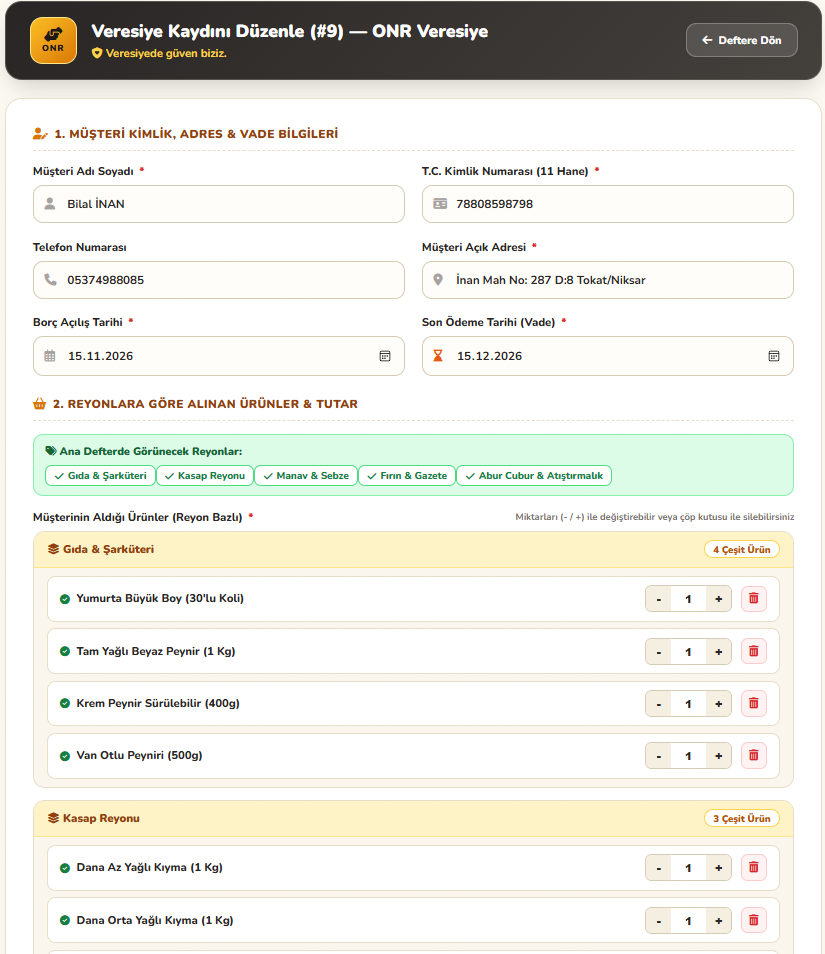 ONR
Veresiye Kaydını Düzenle (#9) — ONR Veresiye
Veresiyede güven biziz.
← Deftere Dön
1. MÜŞTERİ KİMLİK, ADRES & VADE BİLGİLERİ
Müşteri Adı Soyadı *
T.C. Kimlik Numarası (11 Hane) *
Bilal İNAN
78808598798
Telefon Numarası
Müşteri Açık Adresi *
05374988085
İnan Mah No: 287 D:8 Tokat/Niksar
Borç Açılış Tarihi *
Son Ödeme Tarihi (Vade) *
15.11.2026
15.12.2026
2. REYONLARA GÖRE ALINAN ÜRÜNLER & TUTAR
Ana Defterde Görünecek Reyonlar:
✓ Gıda & Şarküteri ✓ Kasap Reyonu ✓ Manav & Sebze ✓ Fırın & Gazete ✓ Abur Cubur & Atıştırmalık
Müşterinin Aldığı Ürünler (Reyon Bazlı) *
Miktarları (- / +) ile değiştirebilir veya çöp kutusu ile silebilirsiniz
Gıda & Şarküteri
4 Çeşit Ürün
Yumurta Büyük Boy (30'lu Koli)
- 1 +
Tam Yağlı Beyaz Peynir (1 Kg)
- 1 +
Krem Peynir Sürülebilir (400g)
- 1 +
Van Otlu Peyniri (500g)
- 1 +
Kasap Reyonu
3 Çeşit Ürün
Dana Az Yağlı Kıyma (1 Kg)
- 1 +
Dana Orta Yağlı Kıyma (1 Kg)
- 1 +